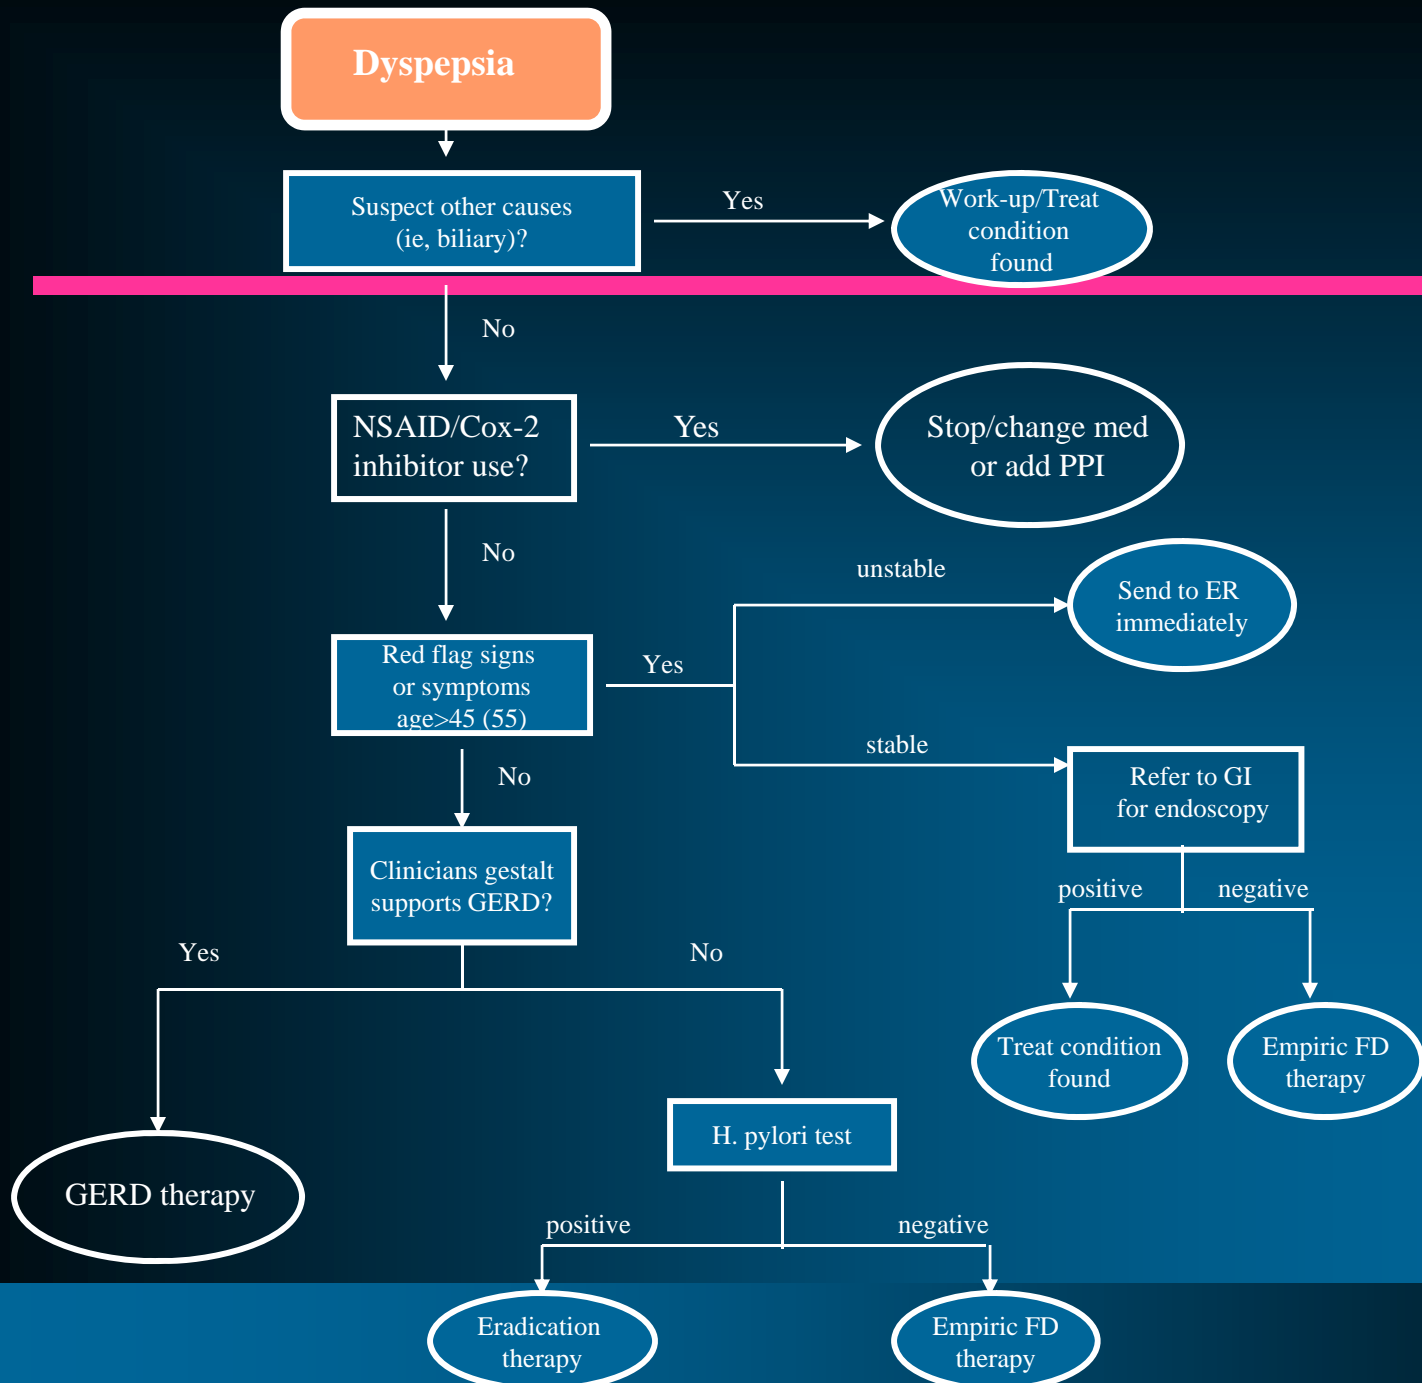 Dyspepsia
Suspect other causes
(ie, biliary)?
Yes
Work-up/Treat
condition
found
No
NSAID/Cox-2
inhibitor use?
Yes
Stop/change med
or add PPI
No
unstable
Send to ER
immediately
Red flag signs
or symptoms
age>45 (55)
Yes
stable
Refer to GI
for endoscopy
No
Clinicians gestalt
supports GERD?
positive
negative
Yes
No
Treat condition
found
Empiric FD
therapy
H. pylori test
GERD therapy
positive
negative
Eradication
therapy
Empiric FD
therapy